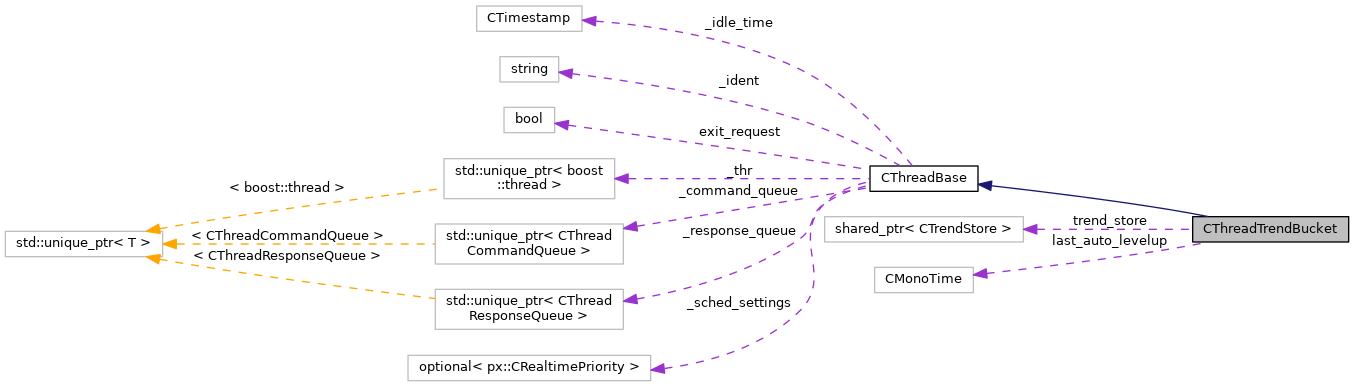 CTimestamp
_idle_time
string
_ident
bool
exit_request
std::unique_ptr< boost
::thread >
_thr
CThreadBase
< boost::thread >
_command_queue
std::unique_ptr< T >
< CThreadCommandQueue >
std::unique_ptr< CThread
CommandQueue >
_response_queue
shared_ptr< CTrendStore >
trend_store
CThreadTrendBucket
last_auto_levelup
< CThreadResponseQueue >
CMonoTime
std::unique_ptr< CThread
ResponseQueue >
_sched_settings
optional< px::CRealtimePriority >